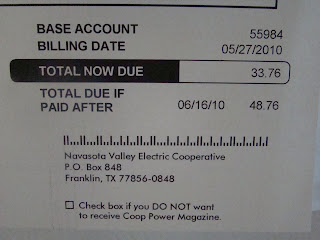 BASE ACCOUNT 55984
BILLING DATE 05/27/2010
TOTAL NOW DUE 33.76
TOTAL DUE IF
PAID AFTER 06/16/10 48.76
Navasota Valley Electric Cooperative
P.O. Box 848
Franklin, TX 77856-0848
Check box if you DO NOT want
to receive Coop Power Magazine.